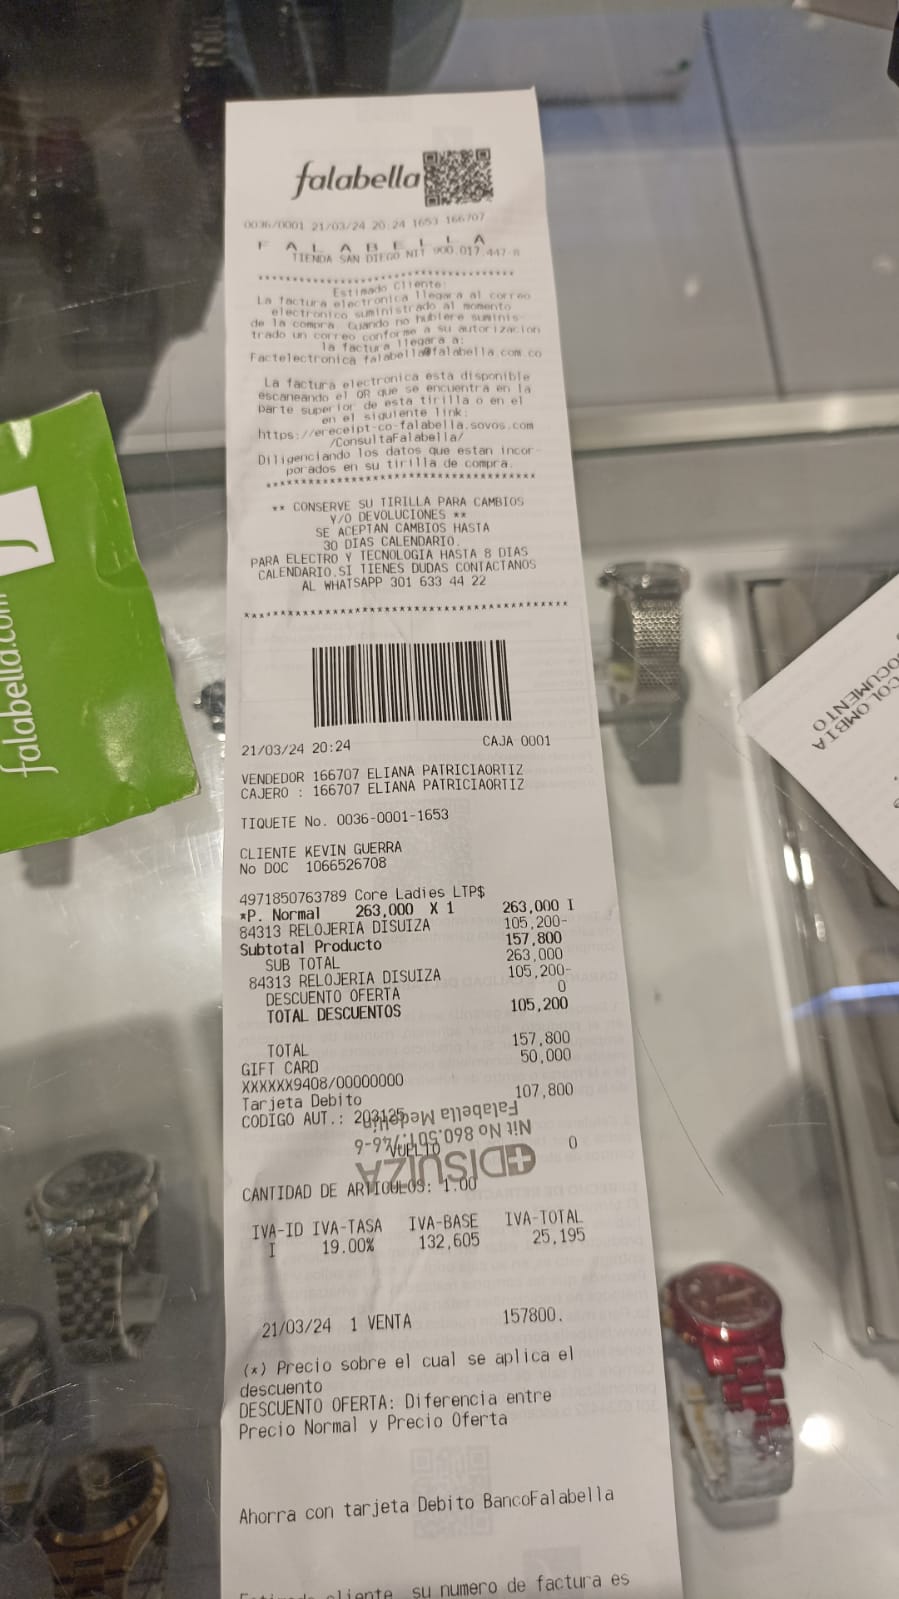 falabella
0036/0001 21/03/24 20:24 1653 166707
F A L A B E L L A
TIENDA SAN DIEGO NIT 900.017.447-8
****************************************
Estimado Cliente:
La factura electronica llegara al correo
electronico suministrado al momento
de la compra. Cuando no hubiere suminis-
trado un correo conforme a su autorizacion
la factura llegara a:
Factelectronica falabella@falabella.com.co
La factura electronica esta disponible
escaneando el QR que se encuentra en la
parte superior de esta tirilla o en el
en el siguiente link:
https://ereceipt-co-falabella.sovos.com
/ConsultaFalabella/
Diligenciando los datos que estan incor-
porados en su tirilla de compra.
****************************************
** CONSERVE SU TIRILLA PARA CAMBIOS
Y/O DEVOLUCIONES **
SE ACEPTAN CAMBIOS HASTA
30 DIAS CALENDARIO.
PARA ELECTRO Y TECNOLOGIA HASTA 8 DIAS
CALENDARIO.SI TIENES DUDAS CONTACTANOS
AL WHATSAPP 301 633 44 22
****************************************
21/03/24 20:24 CAJA 0001
VENDEDOR 166707 ELIANA PATRICIAORTIZ
CAJERO : 166707 ELIANA PATRICIAORTIZ
TIQUETE No. 0036-0001-1653
CLIENTE KEVIN GUERRA
No DOC 1066526708
4971850763789 Core Ladies LTP$
*P. Normal 263,000 X 1 263,000 I
84313 RELOJERIA DISUIZA 105,200-
Subtotal Producto 157,800
SUB TOTAL 263,000
84313 RELOJERIA DISUIZA 105,200-
DESCUENTO OFERTA 0
TOTAL DESCUENTOS 105,200
TOTAL 157,800
GIFT CARD 50,000
XXXXXX9408/00000000
Tarjeta Debito 107,800
CODIGO AUT.: 203125
VUELTO 0
DISUIZA
Falabella Medellin
CANTIDAD DE ARTICULOS: 1.00
IVA-ID IVA-TASA IVA-BASE IVA-TOTAL
I 19.00% 132,605 25,195
21/03/24 1 VENTA 157800.
(*) Precio sobre el cual se aplica el
descuento
DESCUENTO OFERTA: Diferencia entre
Precio Normal y Precio Oferta
Ahorra con tarjeta Debito BancoFalabella
cliente su numero de factura es
falabella.com
COLOMBIA
DOCUMENTO